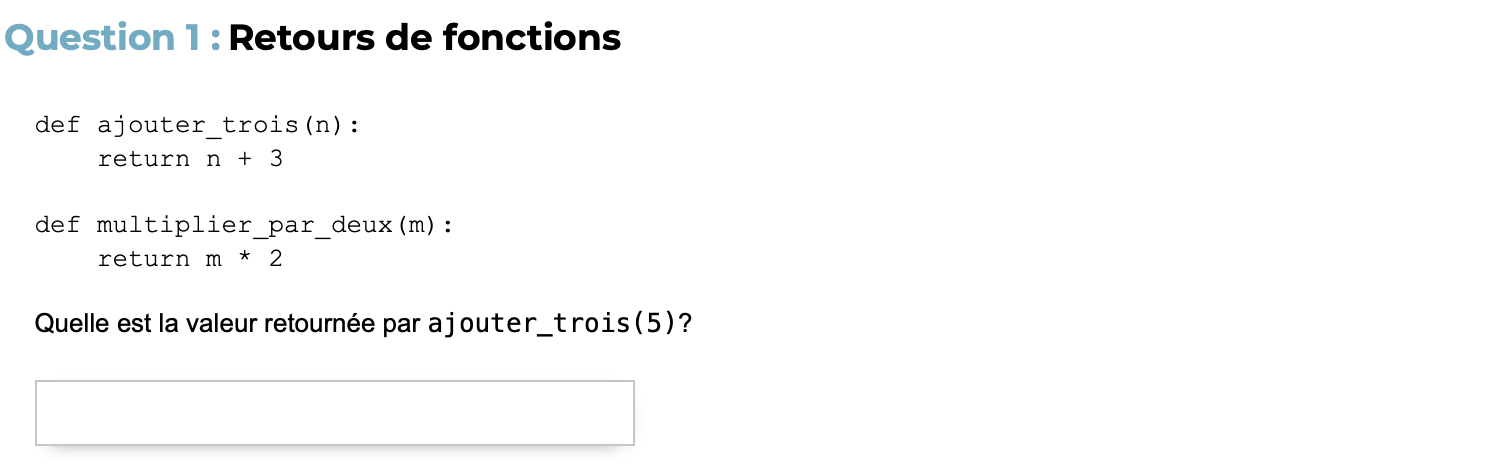 Question 1 : Retours de fonctions
def ajouter_trois(n):
    return n + 3
def multiplier_par_deux(m):
    return m * 2
Quelle est la valeur retournée par ajouter_trois(5)?